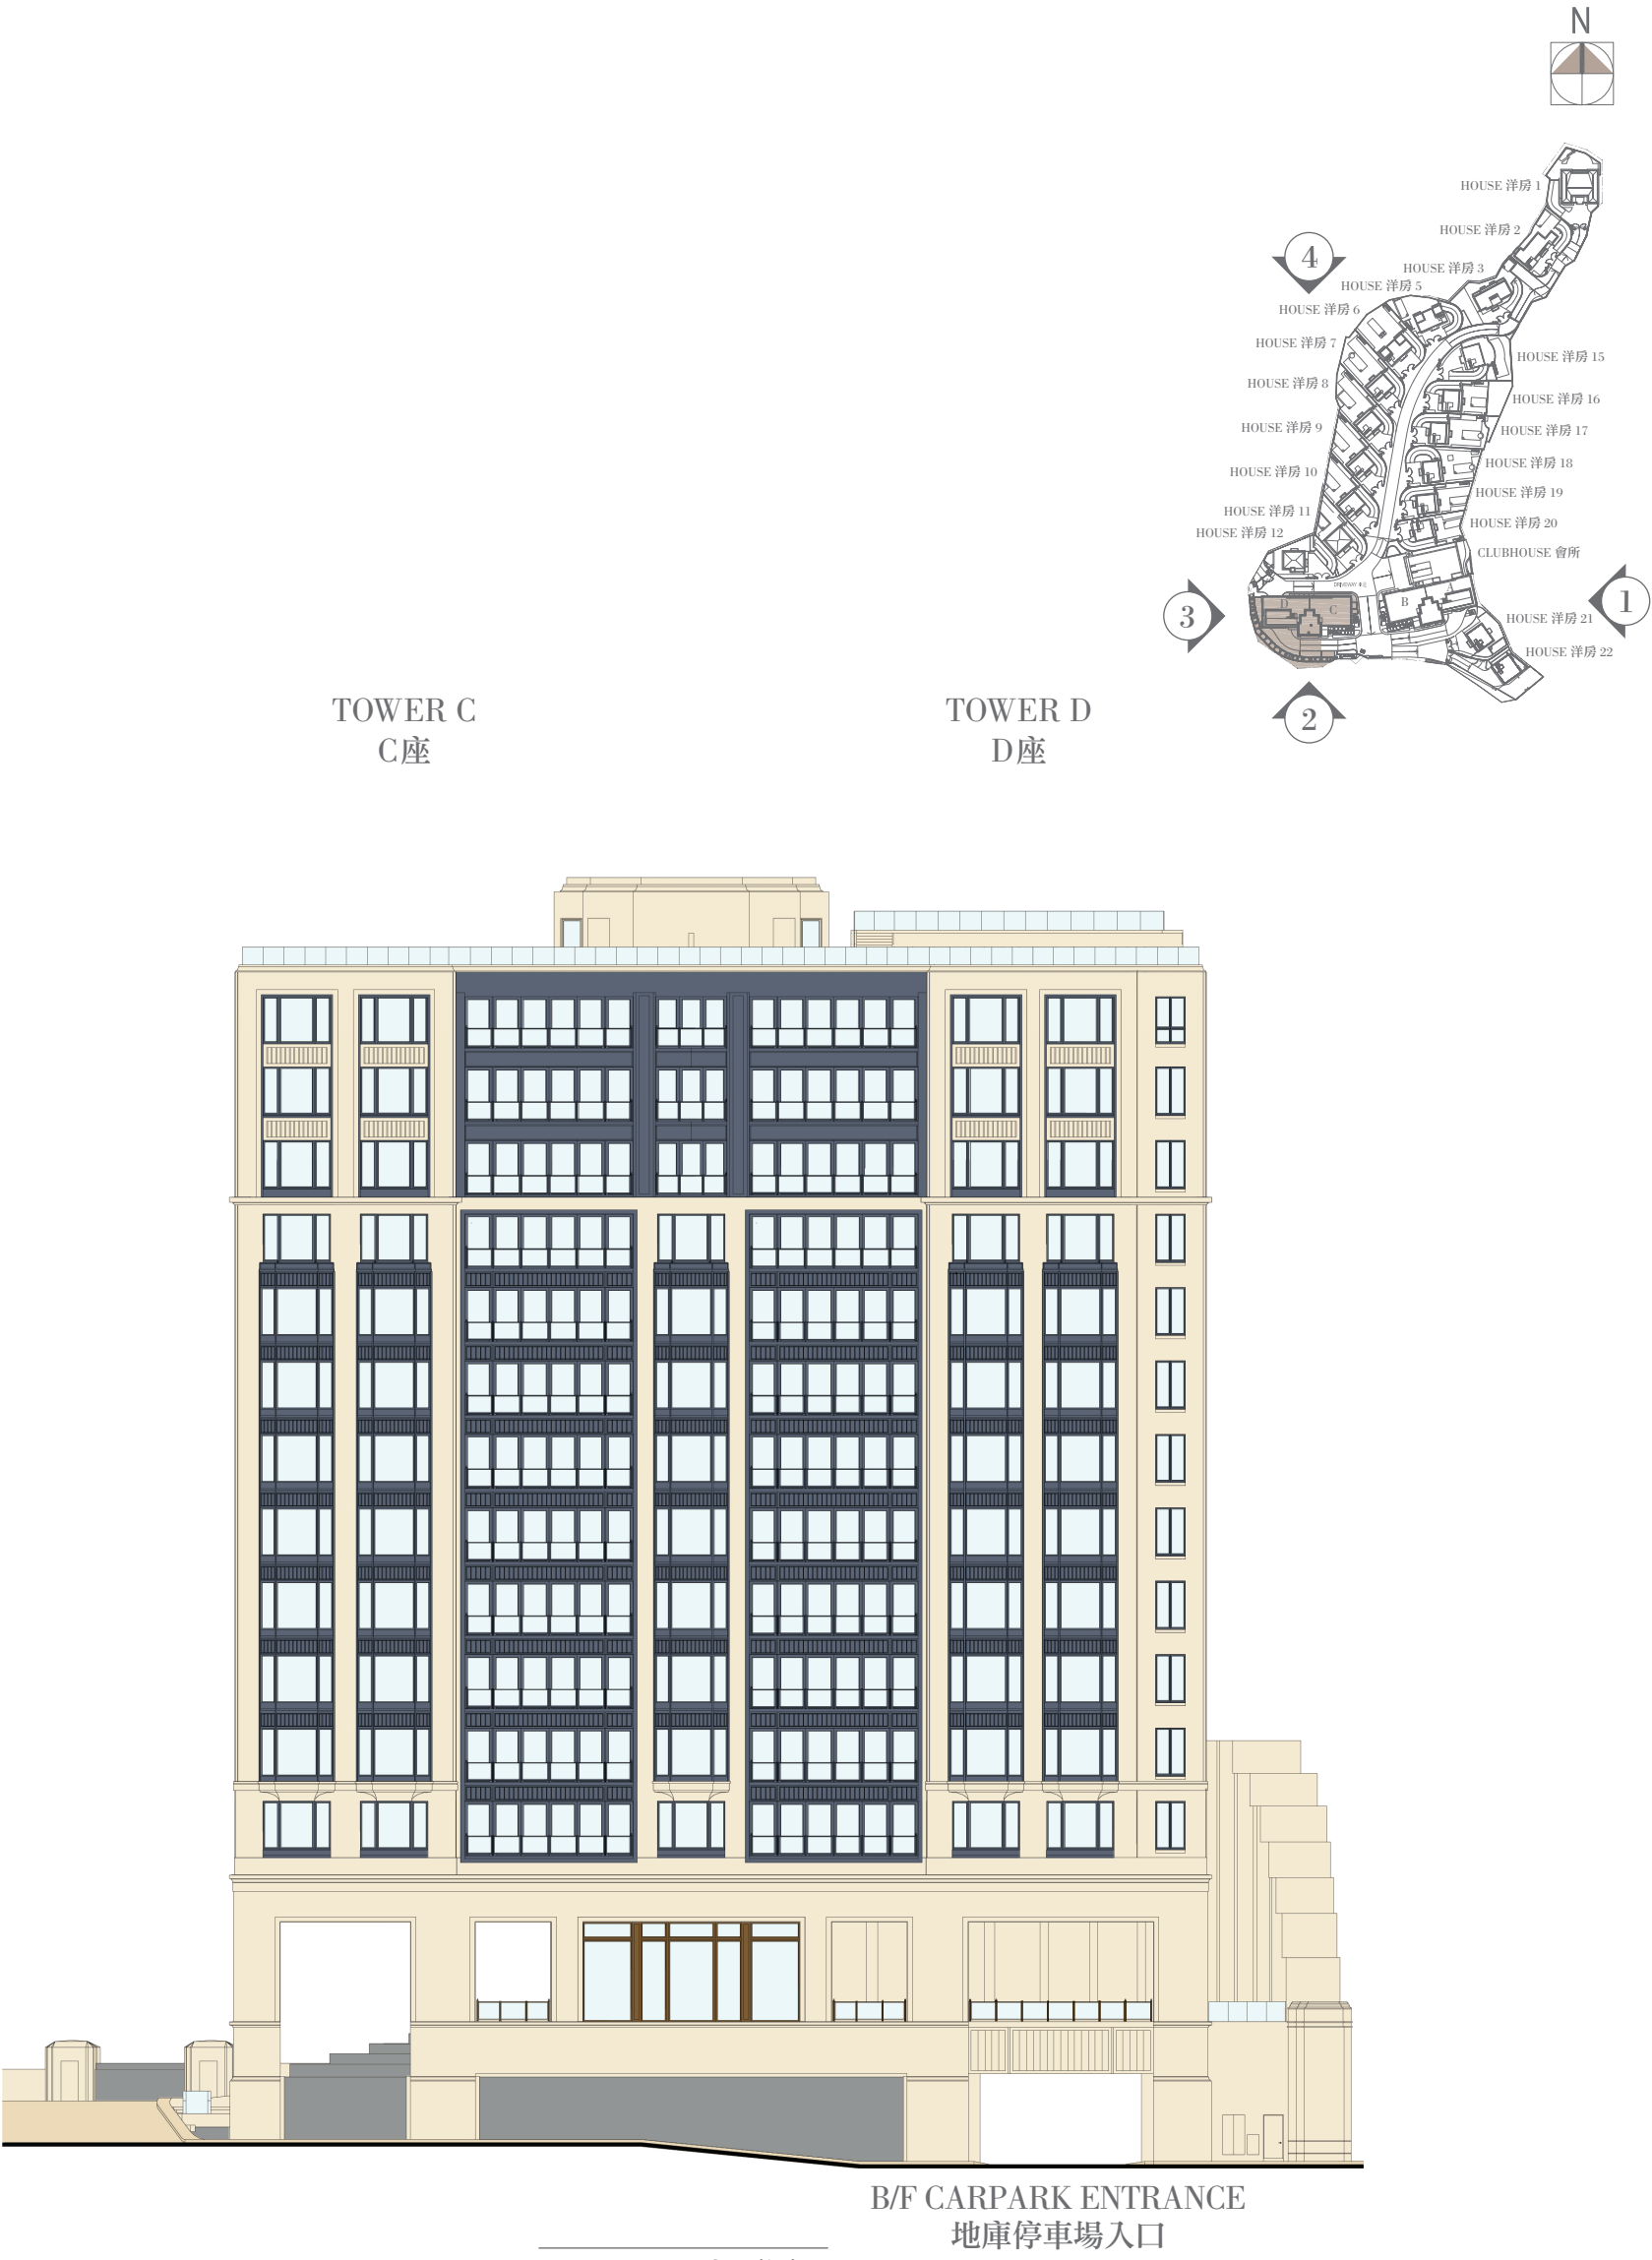 N
HOUSE 洋房 1
HOUSE 洋房 2
4
HOUSE 洋房 3
HOUSE 洋房 5
HOUSE 洋房 6
HOUSE 洋房 7
HOUSE 洋房 15
HOUSE 洋房 8
HOUSE 洋房 16
HOUSE 洋房 9
HOUSE 洋房 17
HOUSE 洋房 18
HOUSE 洋房 10
HOUSE 洋房 19
HOUSE 洋房 11
HOUSE 洋房 20
HOUSE 洋房 12
CLUBHOUSE 會所
DRIVEWAY 車道
D
C
B
1
3
HOUSE 洋房 21
HOUSE 洋房 22
2
TOWER C
C座
TOWER D
D座
B/F CARPARK ENTRANCE
地庫停車場入口